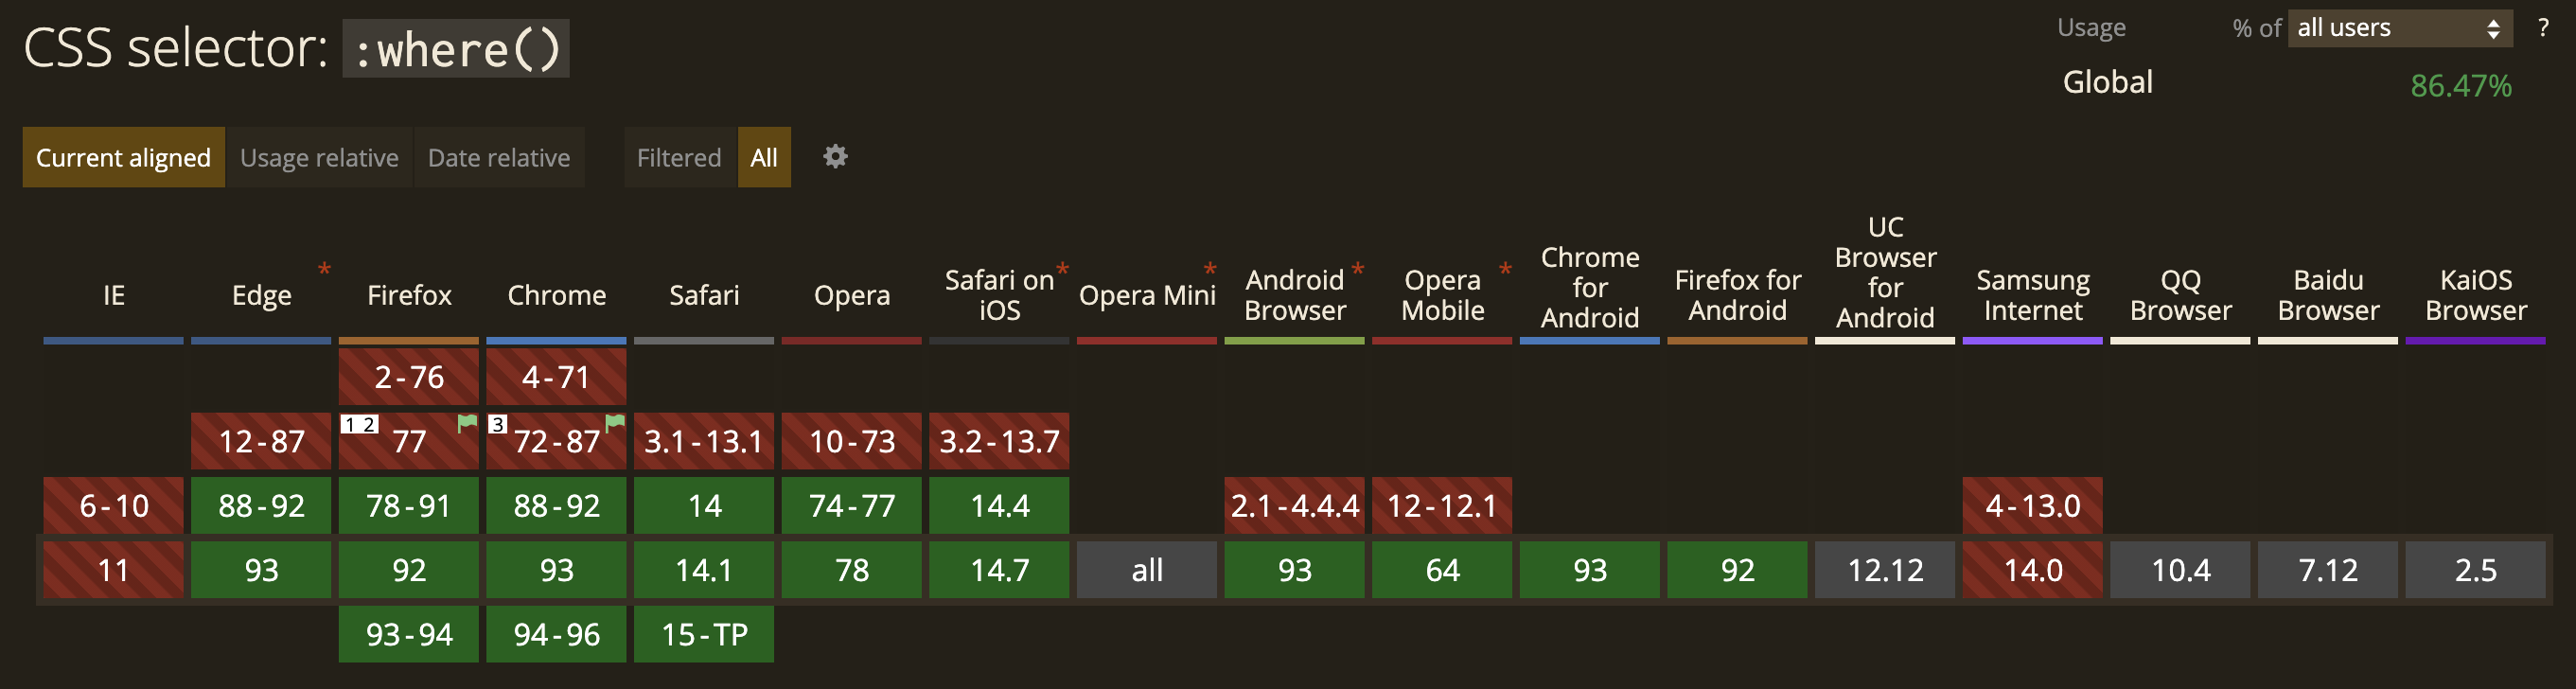 CSS selector: :where()
Usage % of all users ?
Global 86.47%
Current aligned Usage relative Date relative Filtered All
IE
Edge *
Firefox
Chrome
Safari
Opera
Safari on *
iOS
Opera Mini *
Android *
Browser
Opera *
Mobile
Chrome
for
Android
Firefox for
Android
UC
Browser
for
Android
Samsung
Internet
QQ
Browser
Baidu
Browser
KaiOS
Browser
2-76 4-71
12-87 1 2 77 3 72-87 3.1-13.1 10-73 3.2-13.7
6-10 88-92 78-91 88-92 14 74-77 14.4 2.1-4.4.4 12-12.1 4-13.0
11 93 92 93 14.1 78 14.7 all 93 64 93 92 12.12 14.0 10.4 7.12 2.5
93-94 94-96 15-TP